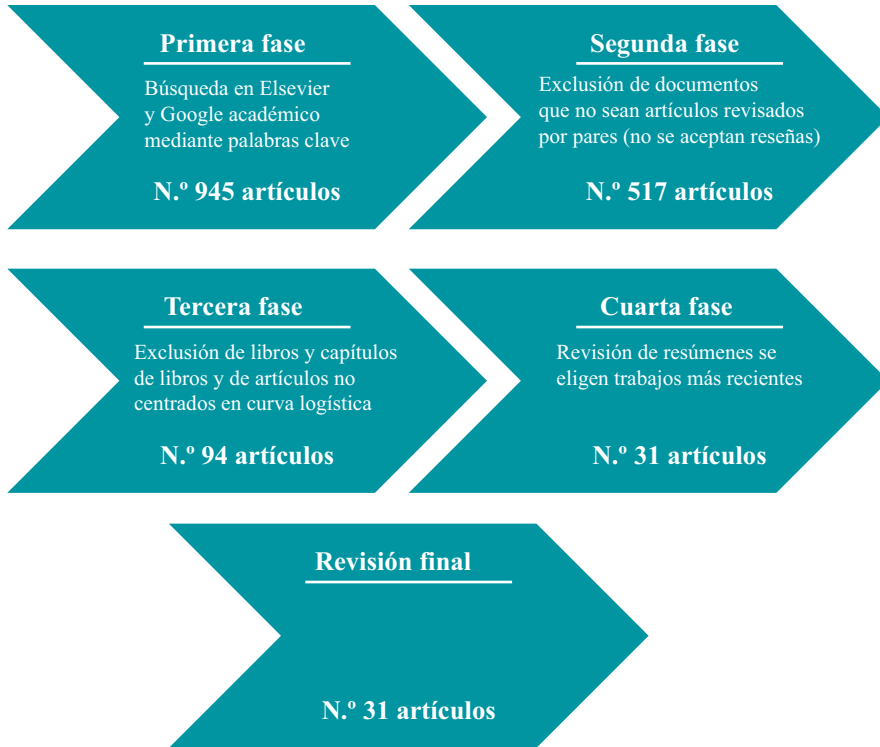 Primera fase
Búsqueda en Elsevier
y Google académico
mediante palabras clave
N.º 945 artículos
Segunda fase
Exclusión de documentos
que no sean artículos revisados
por pares (no se aceptan reseñas)
N.º 517 artículos
Tercera fase
Exclusión de libros y capítulos
de libros y de artículos no
centrados en curva logística
N.º 94 artículos
Cuarta fase
Revisión de resúmenes se
eligen trabajos más recientes
N.º 31 artículos
Revisión final
N.º 31 artículos